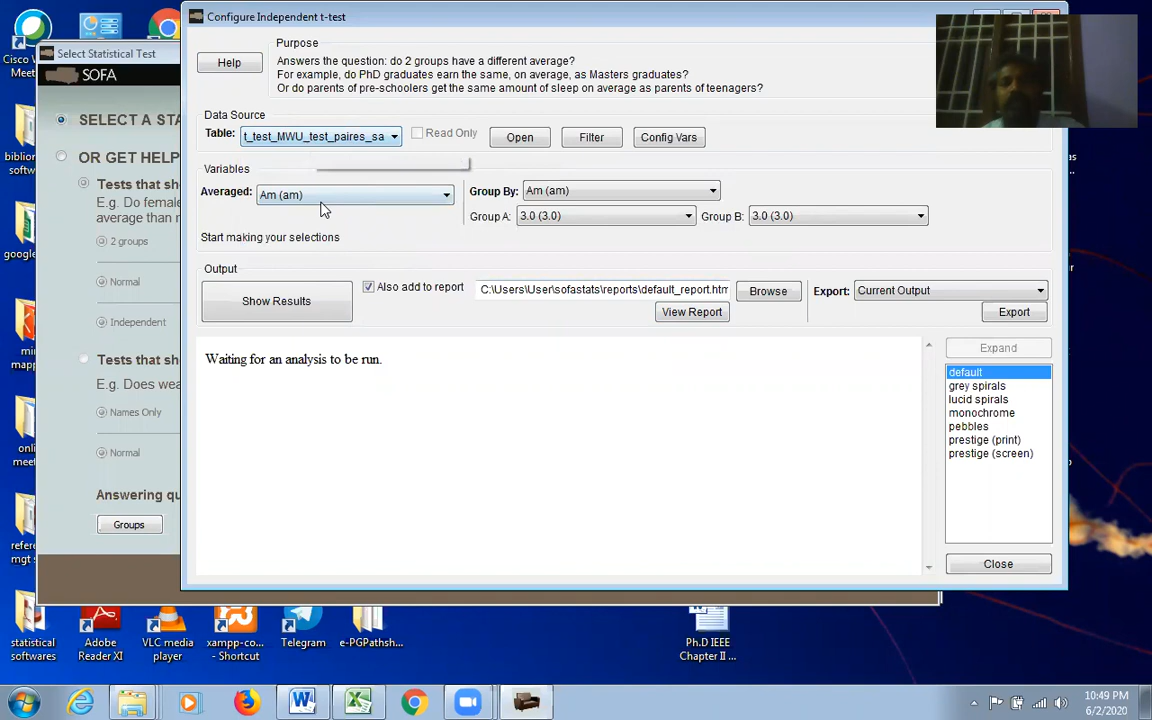 Cisco W
Meet
Select Statistical Test
SOFA
SELECT A STA
OR GET HELP
Tests that sh
E.g. Do female
average than r
2 groups
Normal
Independent
Tests that sh
E.g. Does wea
Names Only
Normal
Answering qu
Groups
Configure Independent t-test
Purpose
Help
Answers the question: do 2 groups have a different average?
For example, do PhD graduates earn the same, on average, as Masters graduates?
Or do parents of pre-schoolers get the same amount of sleep on average as parents of teenagers?
Data Source
Table:
t_test_MWU_test_paires_sa
Read Only
Open
Filter
Config Vars
Variables
Averaged:
Am (am)
Group By:
Am (am)
Group A:
3.0 (3.0)
Group B:
3.0 (3.0)
Start making your selections
Output
Show Results
Also add to report
C:\Users\User\sofastats\reports\default_report.htm
Browse
View Report
Export:
Current Output
Export
Waiting for an analysis to be run.
Expand
default
grey spirals
lucid spirals
monochrome
pebbles
prestige (print)
prestige (screen)
Close
bibliom
sof
google
min
mapp
onli
meet
refere
mgt s
statistical
softwares
Adobe
Reader XI
VLC media
player
xampp-co...
- Shortcut
Telegram
e-PGPathsh...
Ph.D IEEE
Chapter II ...
10:49 PM
6/2/2020